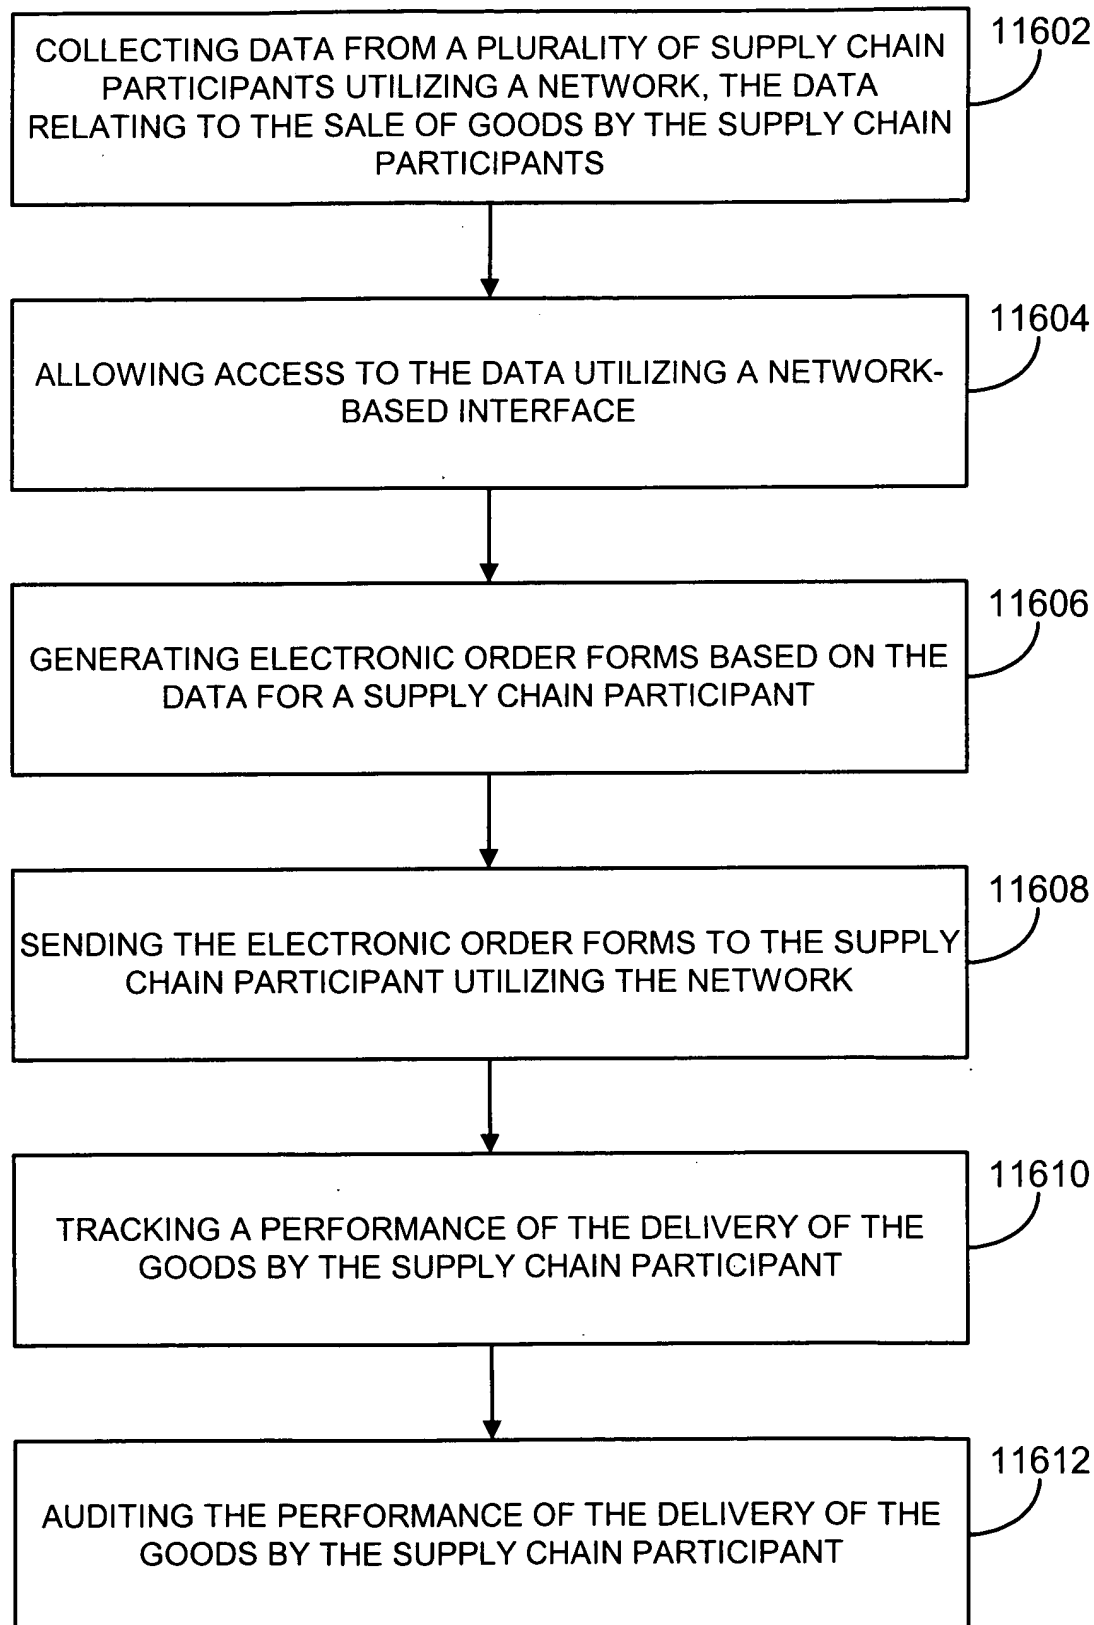 11602
COLLECTING DATA FROM A PLURALITY OF SUPPLY CHAIN
PARTICIPANTS UTILIZING A NETWORK, THE DATA
RELATING TO THE SALE OF GOODS BY THE SUPPLY CHAIN
PARTICIPANTS
11604
ALLOWING ACCESS TO THE DATA UTILIZING A NETWORK-
BASED INTERFACE
11606
GENERATING ELECTRONIC ORDER FORMS BASED ON THE
DATA FOR A SUPPLY CHAIN PARTICIPANT
11608
SENDING THE ELECTRONIC ORDER FORMS TO THE SUPPLY
CHAIN PARTICIPANT UTILIZING THE NETWORK
11610
TRACKING A PERFORMANCE OF THE DELIVERY OF THE
GOODS BY THE SUPPLY CHAIN PARTICIPANT
11612
AUDITING THE PERFORMANCE OF THE DELIVERY OF THE
GOODS BY THE SUPPLY CHAIN PARTICIPANT